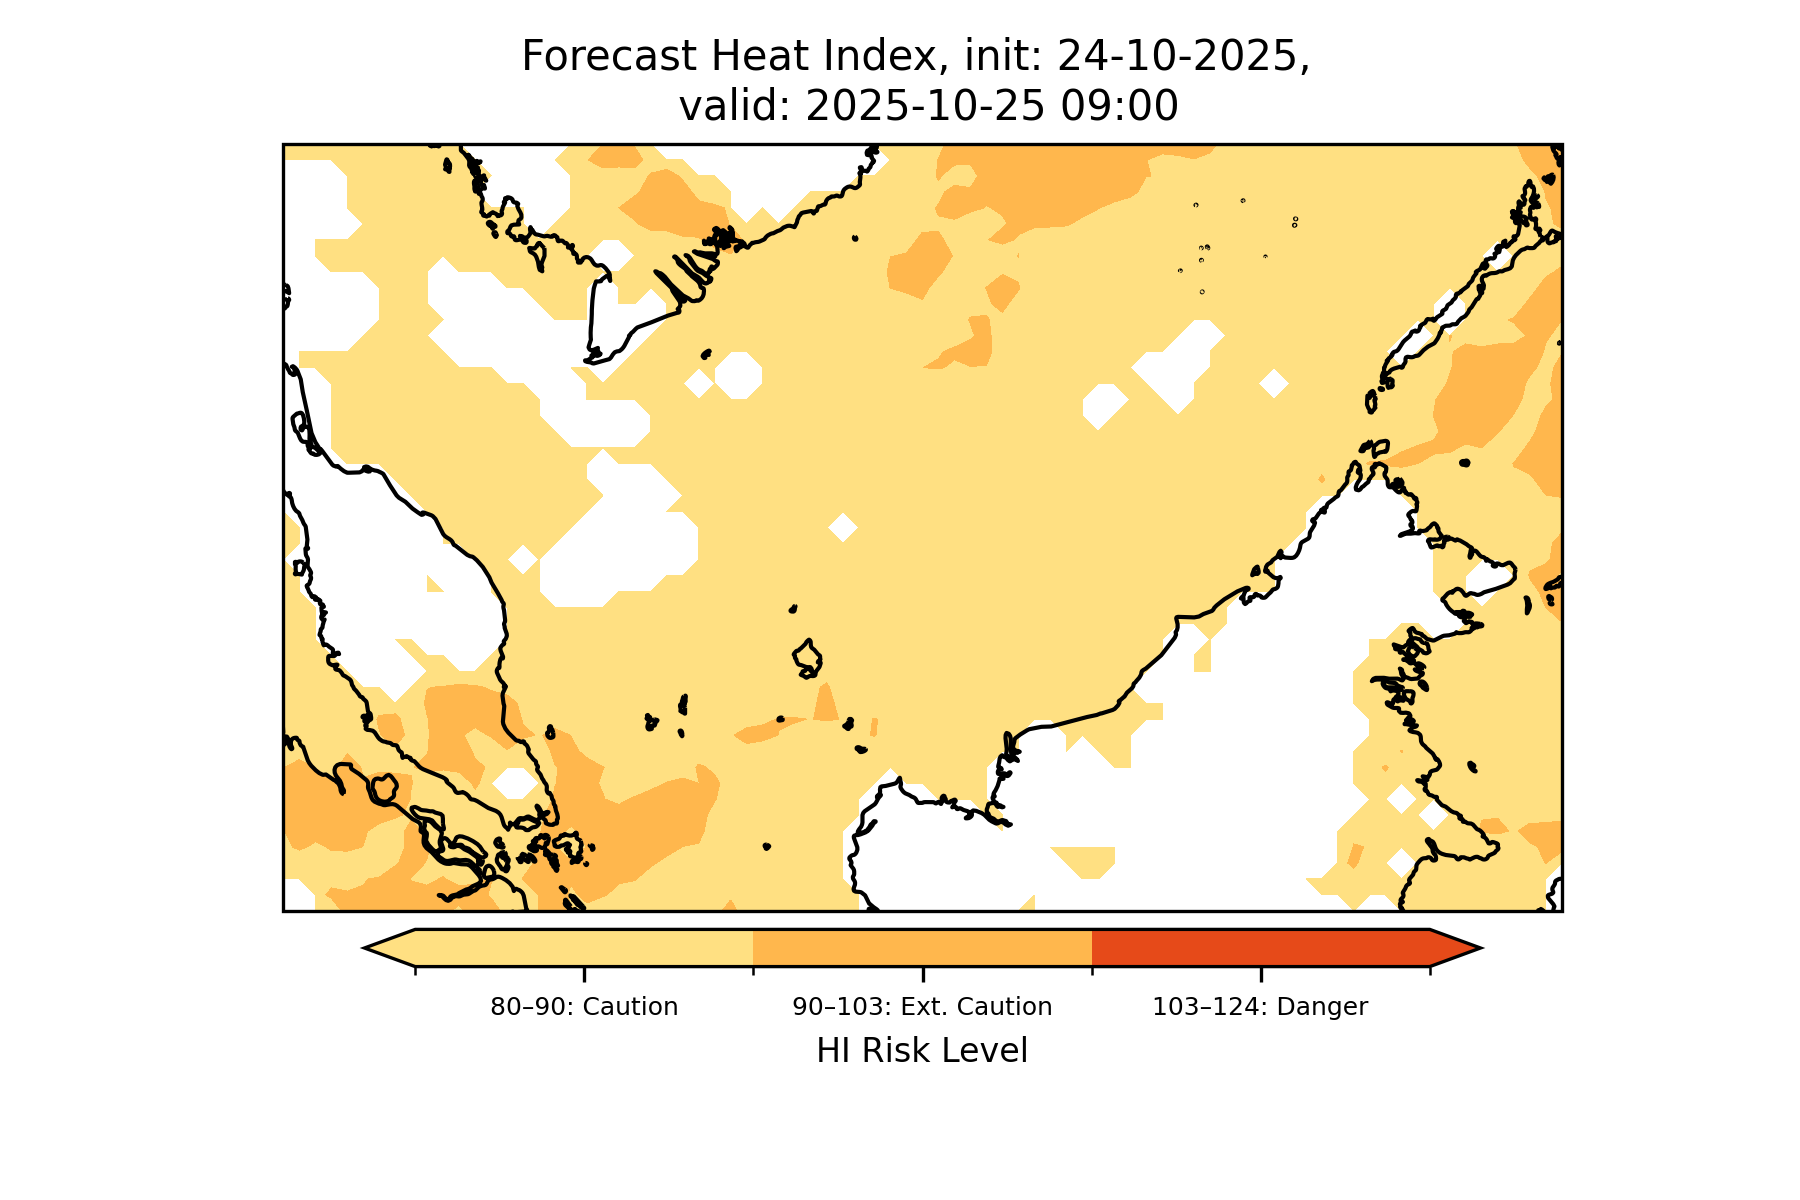 Forecast Heat Index, init: 24-10-2025,
valid: 2025-10-25 09:00
80–90: Caution
90–103: Ext. Caution
103–124: Danger
HI Risk Level